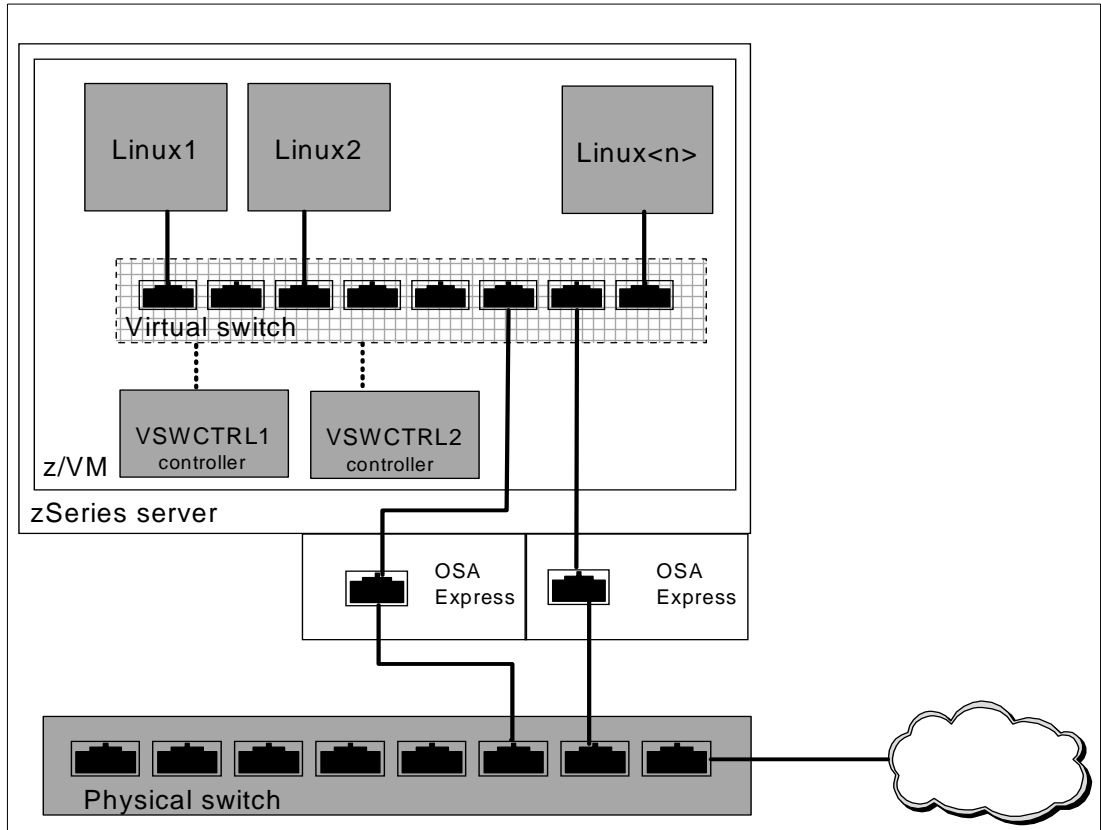 Linux1
Linux2
Linux<n>
Virtual switch
VSWCTRL1
controller
VSWCTRL2
controller
z/VM
zSeries server
OSA
Express
OSA
Express
Physical switch